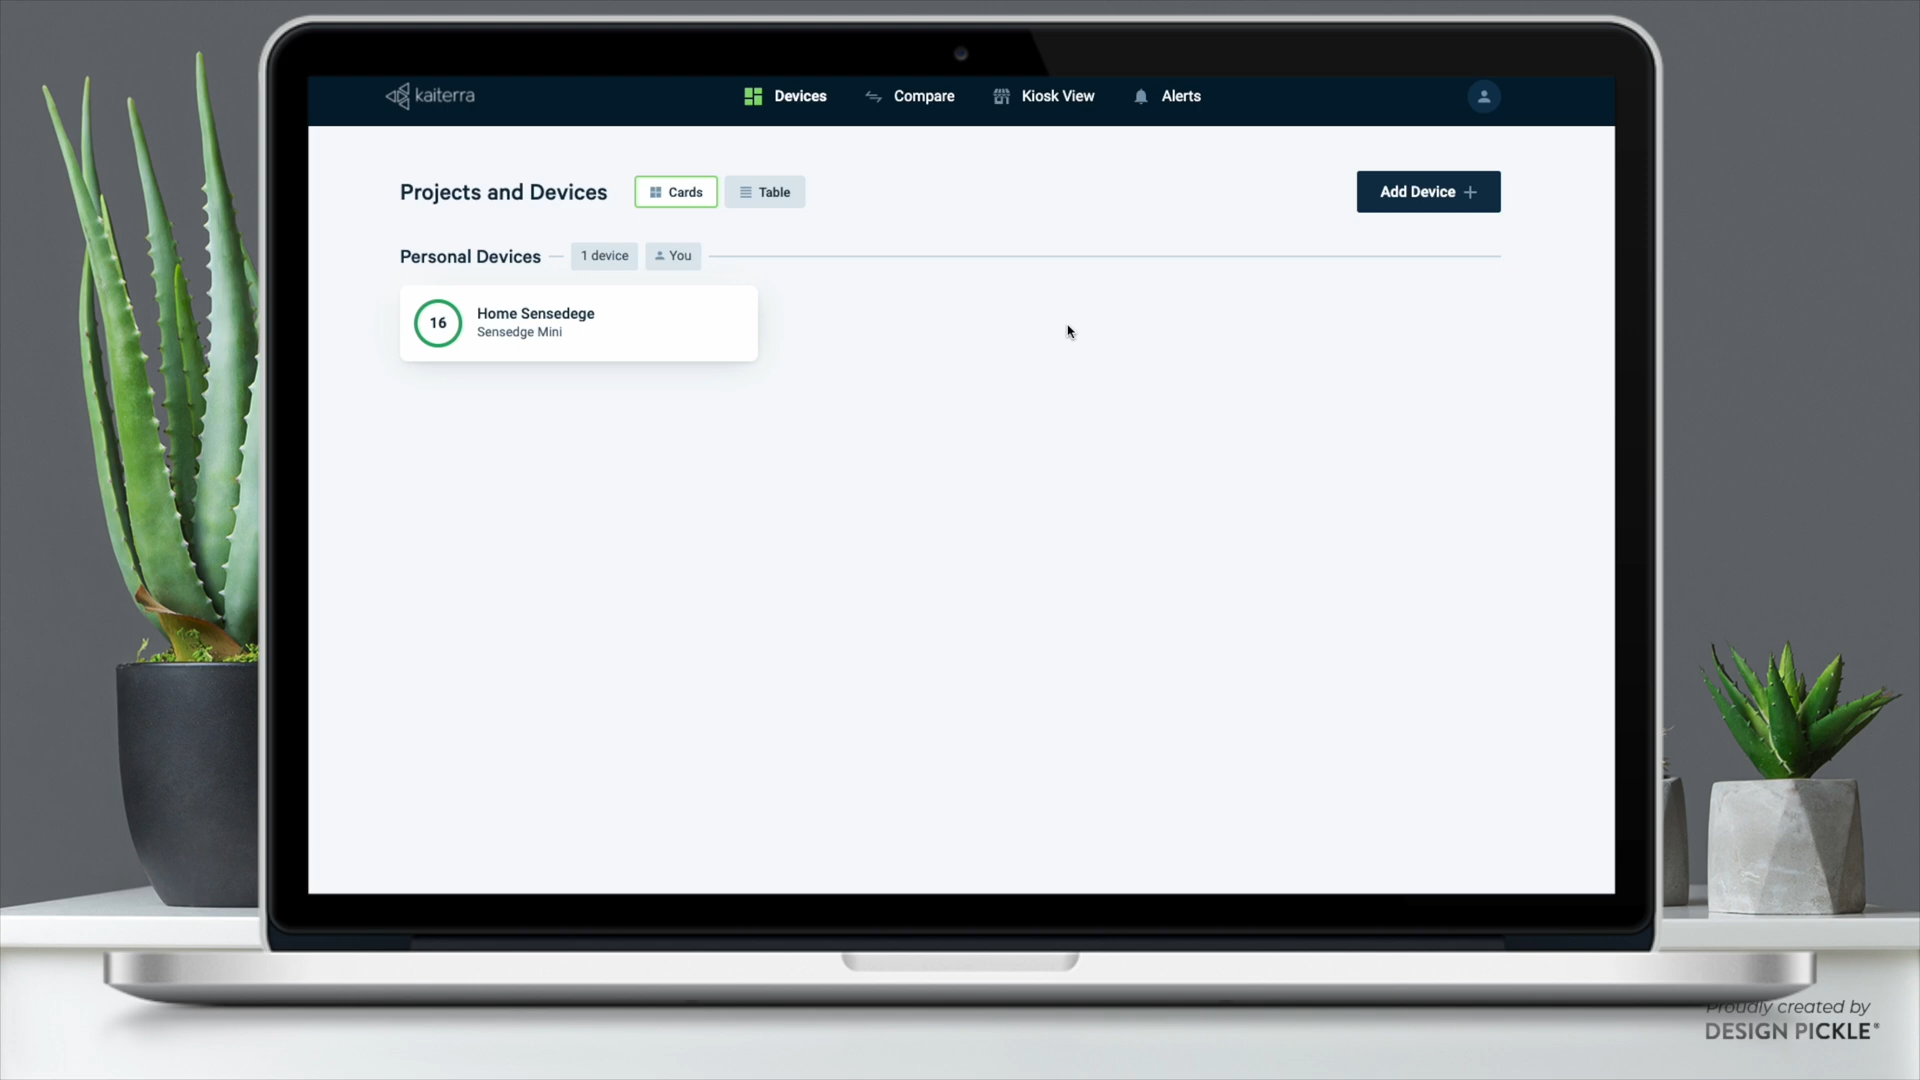 kaiterra
Devices
Compare
Kiosk View
Alerts
Projects and Devices
Cards
Table
Add Device
Personal Devices
1 device
You
16
Home Sensedege
Sensedge Mini
Proudly created by
DESIGN PICKLE®